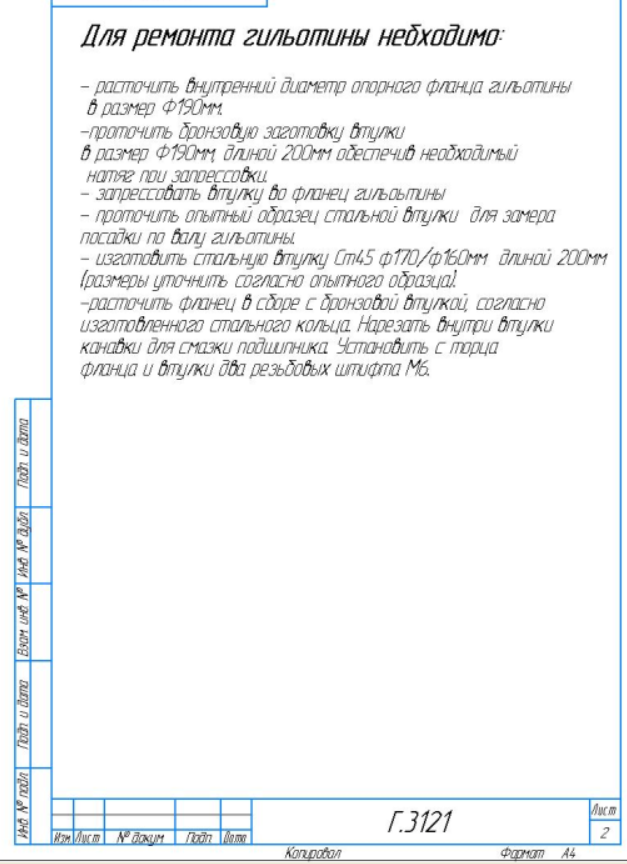 Для ремонта гильотины небходимо:
- расточить внутренний диаметр опорного фланца гильотины
в размер Ф190мм.
-проточить бронзовую заготовку втулки
в размер Ф190мм, длиной 200мм обеспечив необходимый
натяг при запрессовки.
- запрессовать втулку во фланец гильоьтины
- проточить опытный образец стальной втулки для замера
посадки по валу гильотины.
- изготовить стальную втулку Ст45 ф170/ф160мм длиной 200мм
(размеры уточнить согласно опытного образца).
-расточить фланец в сборе с бронзовой втулкой, согласно
изготовленного стального кольца. Нарезать внутри втулки
канавки для смазки подшипника. Установить с торца
фланца и втулки два резьбовых штифта М6.
Подп. и дата
Инв. № дубл.
Взам. инв. №
Подп. и дата
Инв. № подл.
Изм. Лист № докум. Подп. Дата
Г.3121
Лист
2
Копировал Формат А4